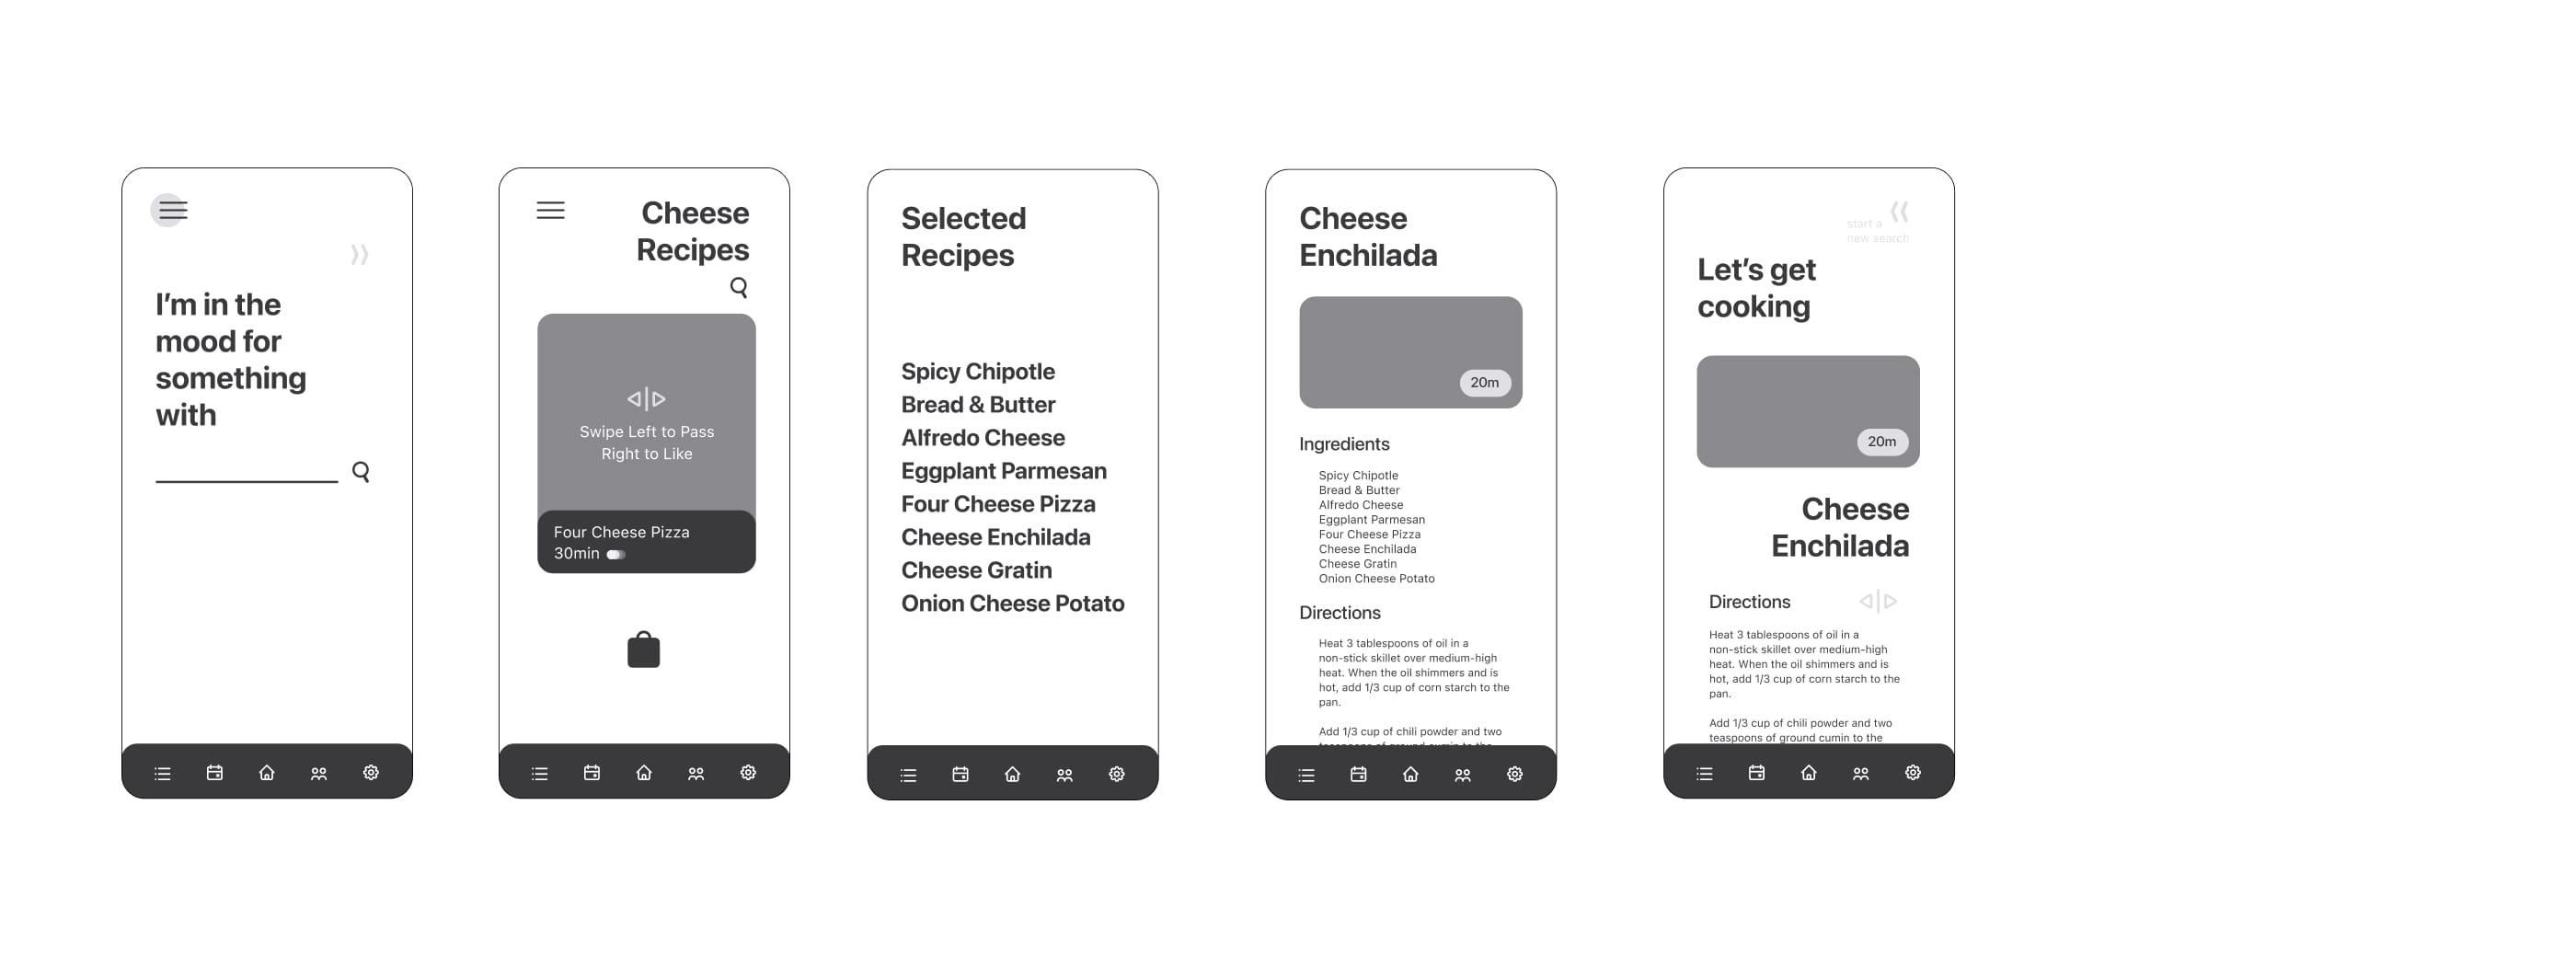 I'm in the
mood for
something
with
Cheese
Recipes
Swipe Left to Pass
Right to Like
Four Cheese Pizza
30min
Selected
Recipes
Spicy Chipotle
Bread & Butter
Alfredo Cheese
Eggplant Parmesan
Four Cheese Pizza
Cheese Enchilada
Cheese Gratin
Onion Cheese Potato
Cheese
Enchilada
20m
Ingredients
Spicy Chipotle
Bread & Butter
Alfredo Cheese
Eggplant Parmesan
Four Cheese Pizza
Cheese Enchilada
Cheese Gratin
Onion Cheese Potato
Directions
Heat 3 tablespoons of oil in a
non-stick skillet over medium-high
heat. When the oil shimmers and is
hot, add 1/3 cup of corn starch to the
pan.
Add 1/3 cup of chili powder and two
teaspoons of ground cumin to the
start a
new search
Let's get
cooking
20m
Cheese
Enchilada
Directions
Heat 3 tablespoons of oil in a
non-stick skillet over medium-high
heat. When the oil shimmers and is
hot, add 1/3 cup of corn starch to the
pan.
Add 1/3 cup of chili powder and two
teaspoons of ground cumin to the